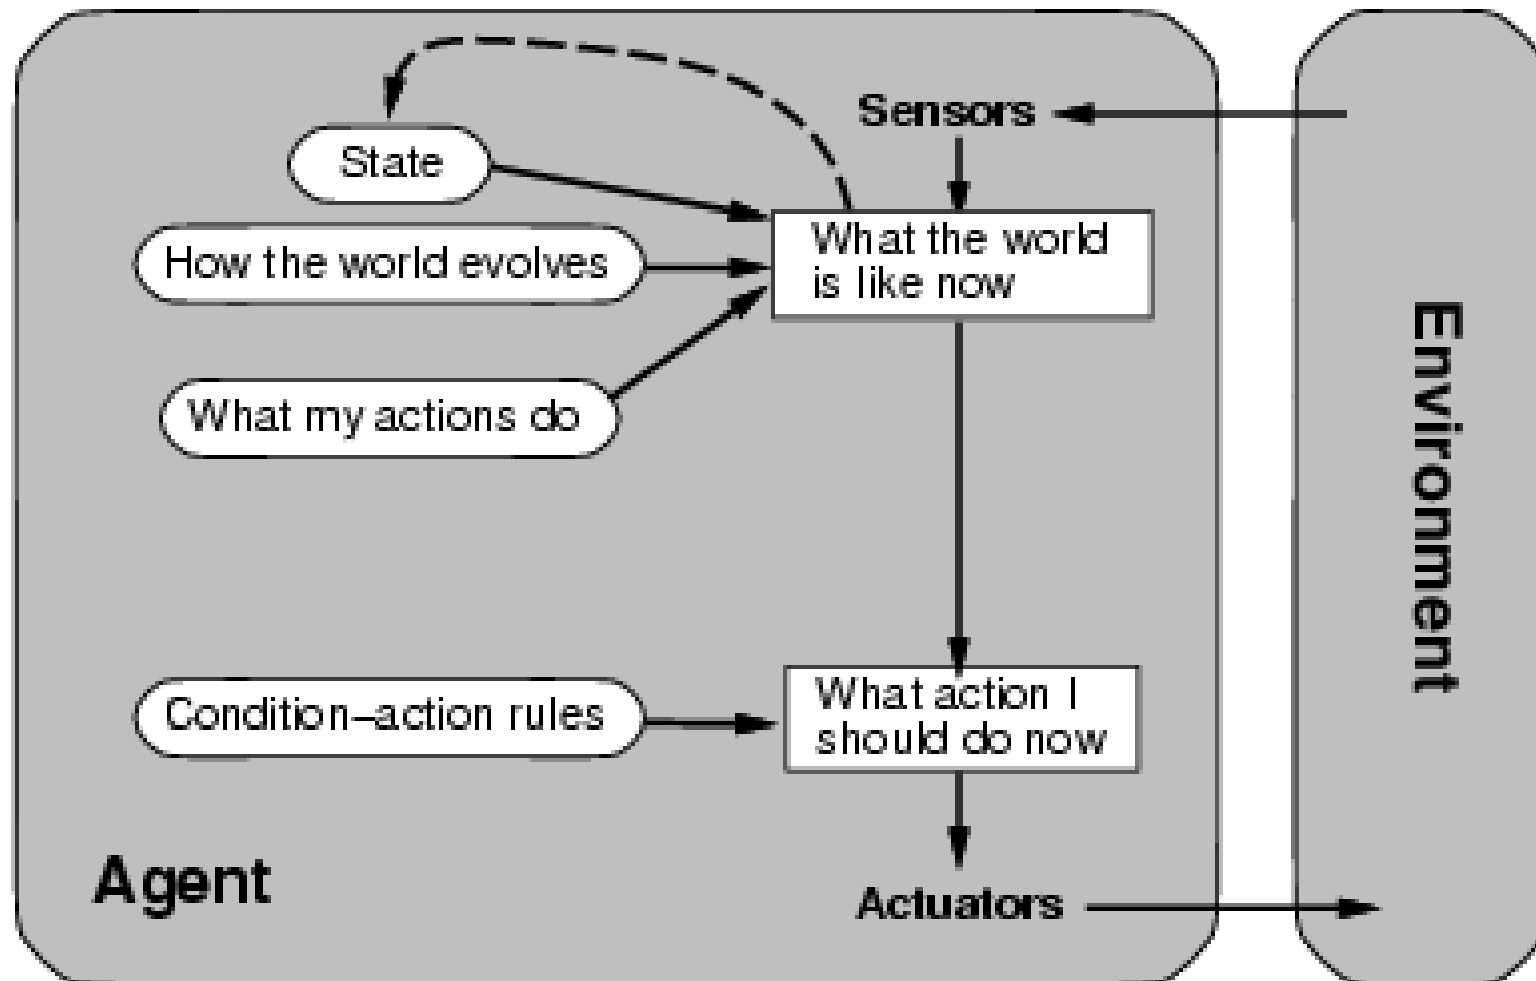 Sensors
State
What the world
is like now
How the world evolves
What my actions do
Environment
Condition–action rules
What action I
should do now
Agent
Actuators